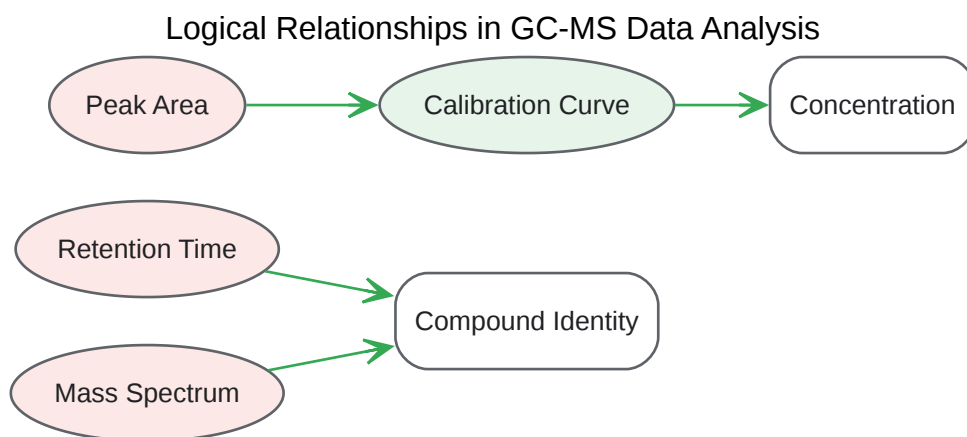 Logical Relationships in GC-MS Data Analysis
Peak Area
Calibration Curve
Concentration
Retention Time
Compound Identity
Mass Spectrum